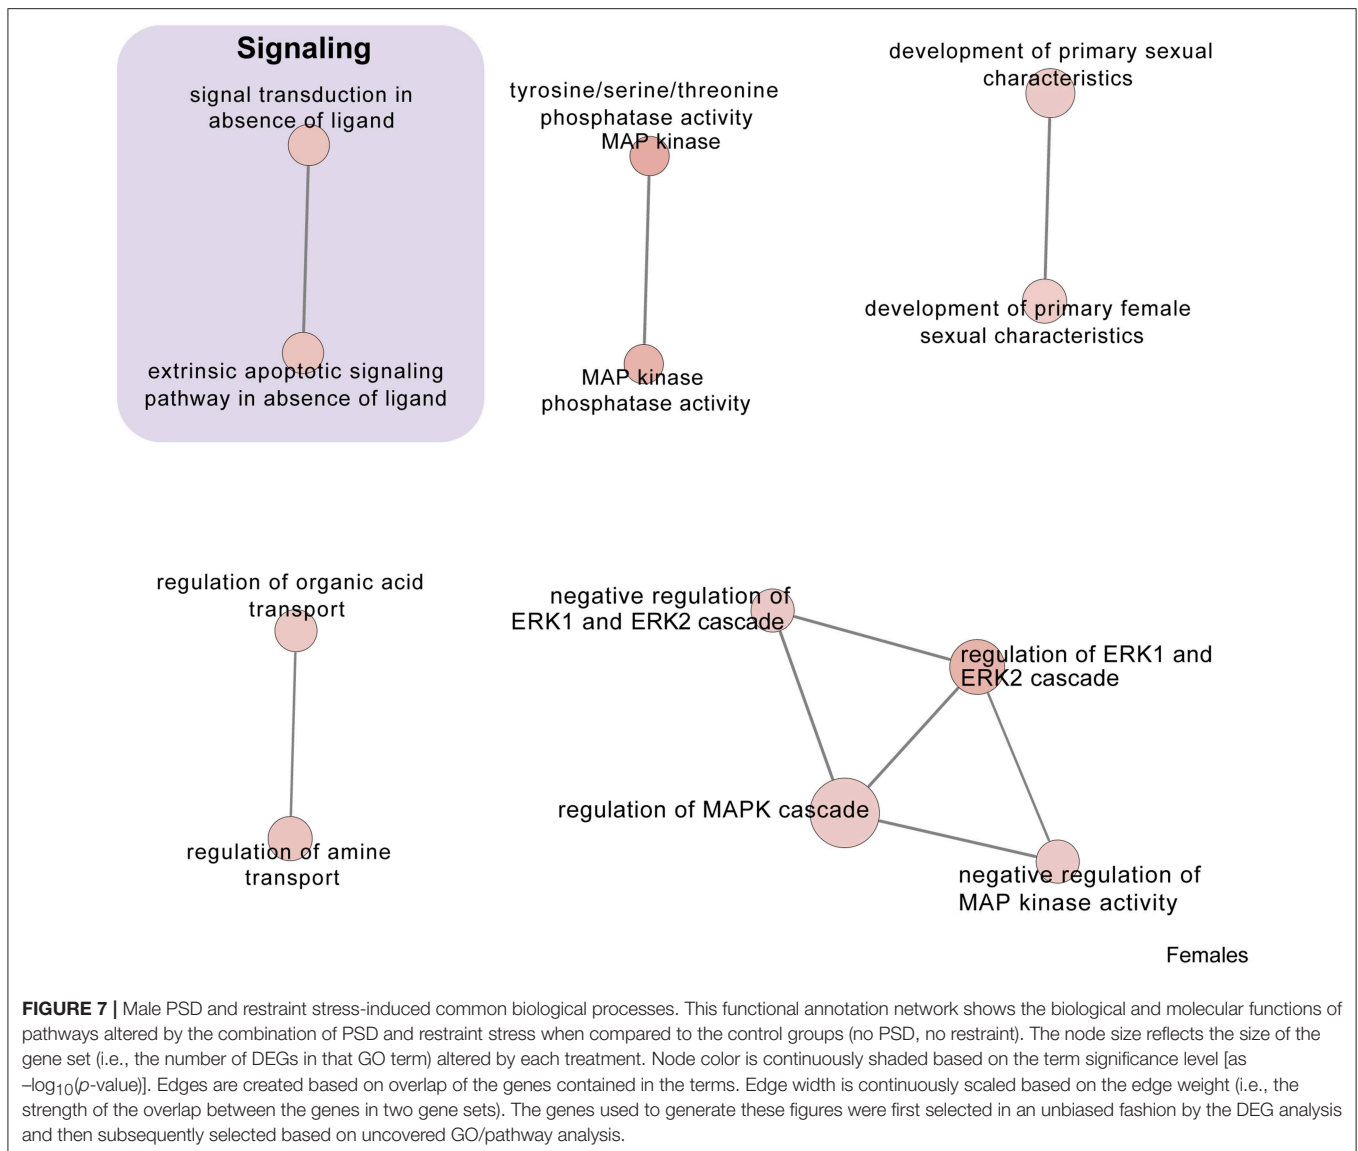 Signaling
signal transduction in
absence of ligand
extrinsic apoptotic signaling
pathway in absence of ligand
tyrosine/serine/threonine
phosphatase activity
MAP kinase
MAP kinase
phosphatase activity
development of primary sexual
characteristics
development of primary female
sexual characteristics
regulation of organic acid
transport
regulation of amine
transport
negative regulation of
ERK1 and ERK2 cascade
regulation of ERK1 and
ERK2 cascade
regulation of MAPK cascade
negative regulation of
MAP kinase activity
Females
FIGURE 7 | Male PSD and restraint stress-induced common biological processes. This functional annotation network shows the biological and molecular functions of
pathways altered by the combination of PSD and restraint stress when compared to the control groups (no PSD, no restraint). The node size reflects the size of the
gene set (i.e., the number of DEGs in that GO term) altered by each treatment. Node color is continuously shaded based on the term significance level [as
–log10(p-value)]. Edges are created based on overlap of the genes contained in the terms. Edge width is continuously scaled based on the edge weight (i.e., the
strength of the overlap between the genes in two gene sets). The genes used to generate these figures were first selected in an unbiased fashion by the DEG analysis
and then subsequently selected based on uncovered GO/pathway analysis.